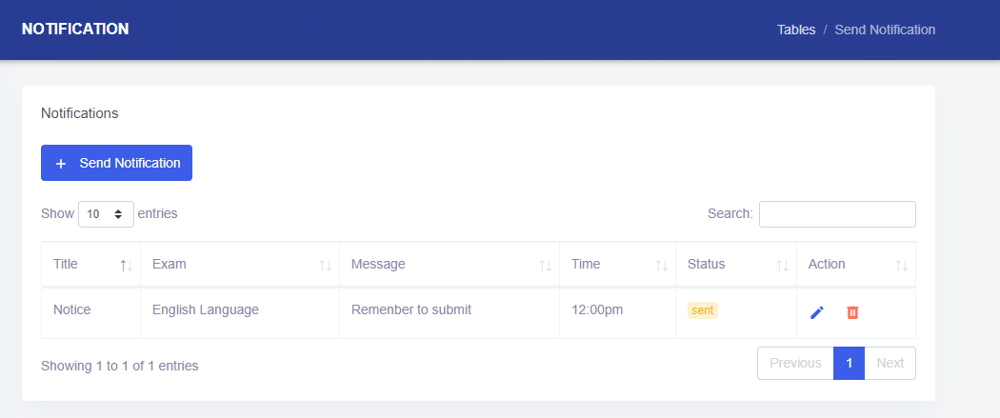 NOTIFICATION
Tables / Send Notification
Notifications
+ Send Notification
Show 10 entries
Search:
Title Exam Message Time Status Action
Notice English Language Remenber to submit 12:00pm sent
Showing 1 to 1 of 1 entries
Previous 1 Next